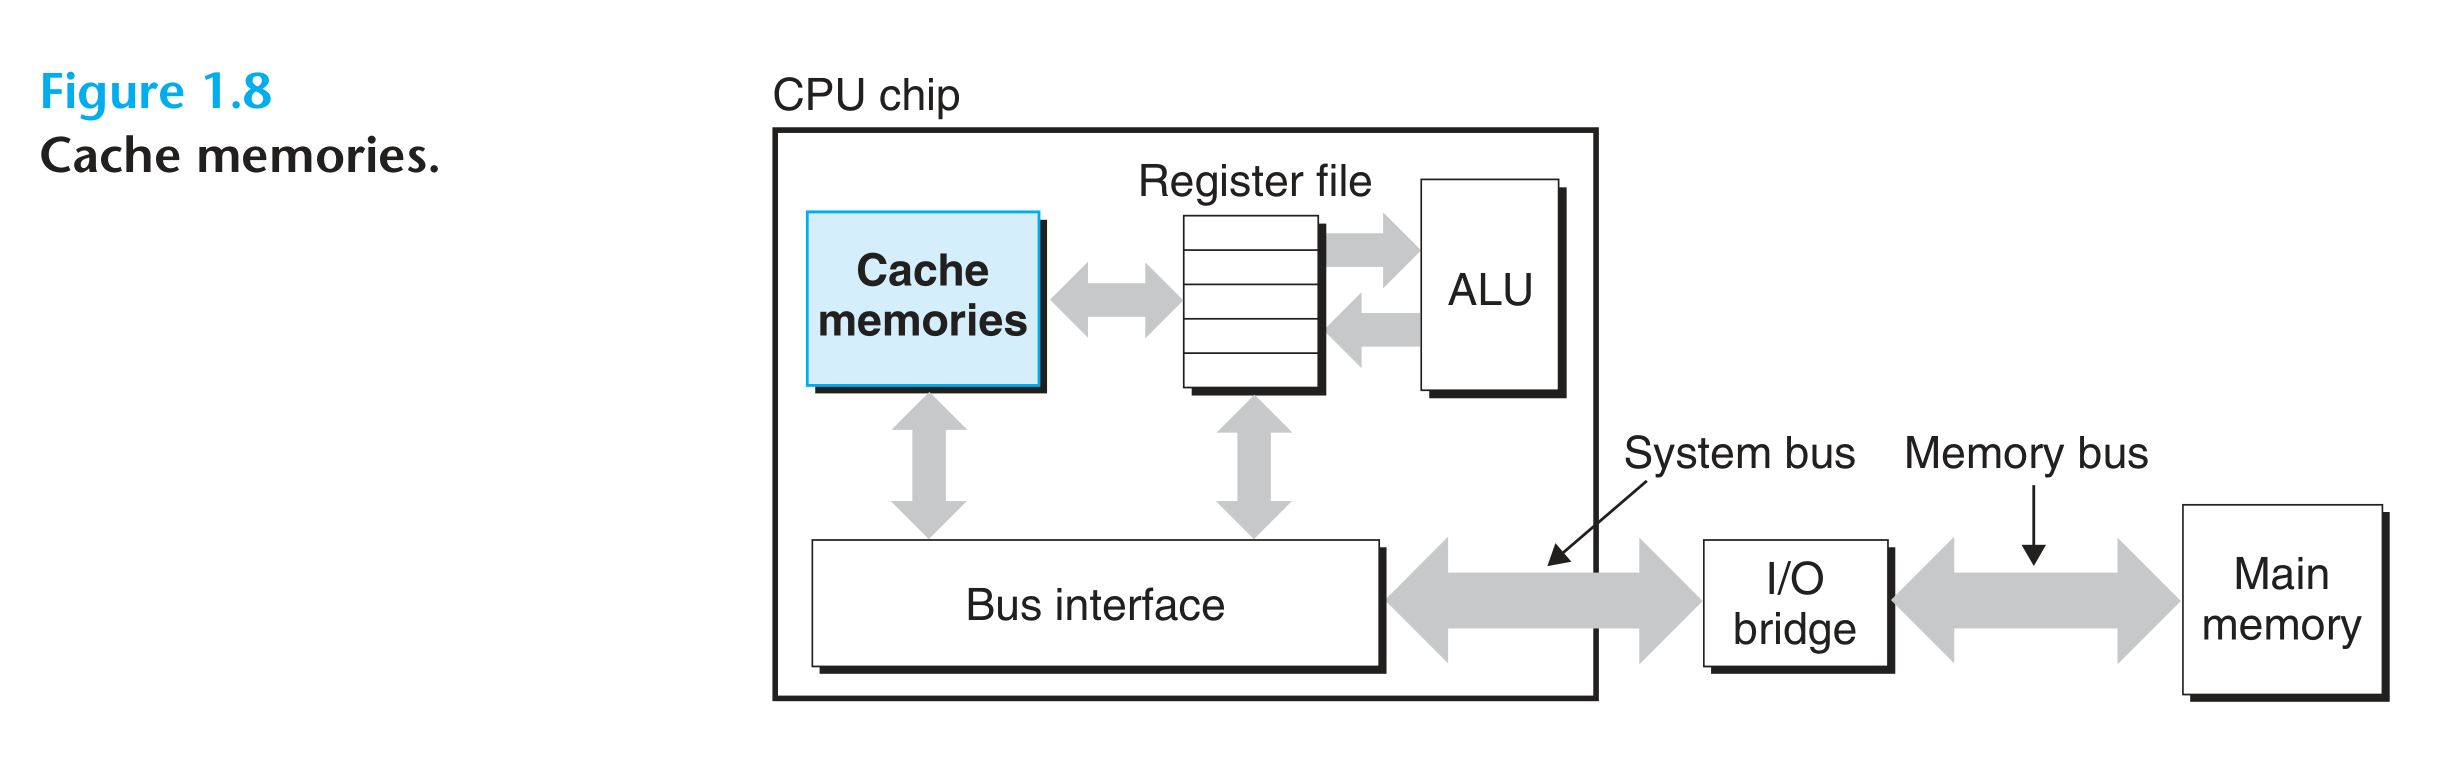 Figure 1.8
Cache memories.
CPU chip
Register file
Cache
memories
ALU
System bus
Memory bus
Bus interface
I/O
bridge
Main
memory